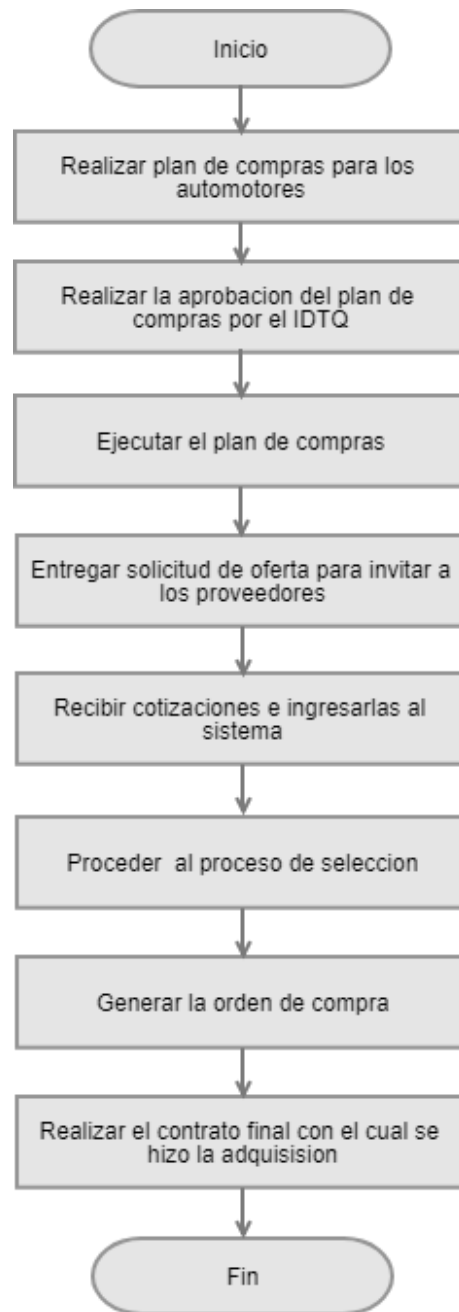 Inicio
Realizar plan de compras para los
automotores
Realizar la aprobacion del plan de
compras por el IDTQ
Ejecutar el plan de compras
Entregar solicitud de oferta para invitar a
los proveedores
Recibir cotizaciones e ingresarlas al
sistema
Proceder al proceso de seleccion
Generar la orden de compra
Realizar el contrato final con el cual se
hizo la adquisision
Fin